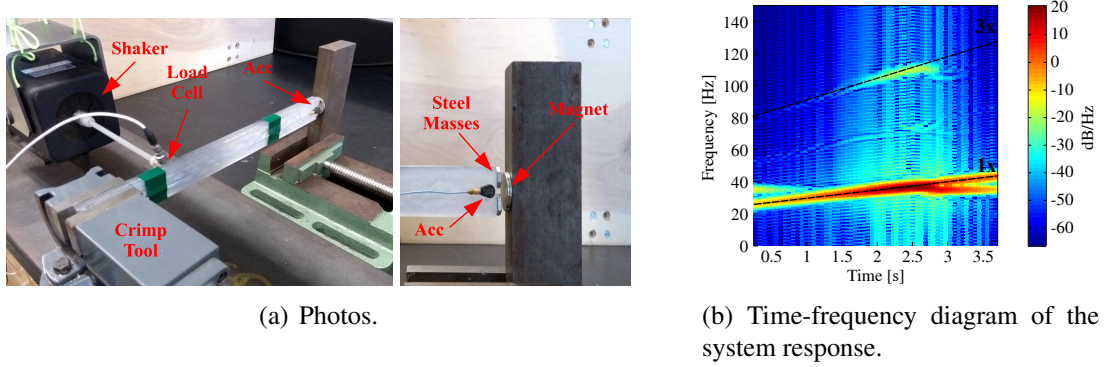 Shaker
Load
Cell
Acc
Crimp
Tool
Steel
Masses
Magnet
Acc
(a) Photos.
150
140
120
100
80
60
40
20
0
Frequency [Hz]
3x
1x
0.5 1 1.5 2 2.5 3 3.5
Time [s]
20
10
0
-10
-20
-30
-40
-50
-60
dB/Hz
(b) Time-frequency diagram of the
system response.